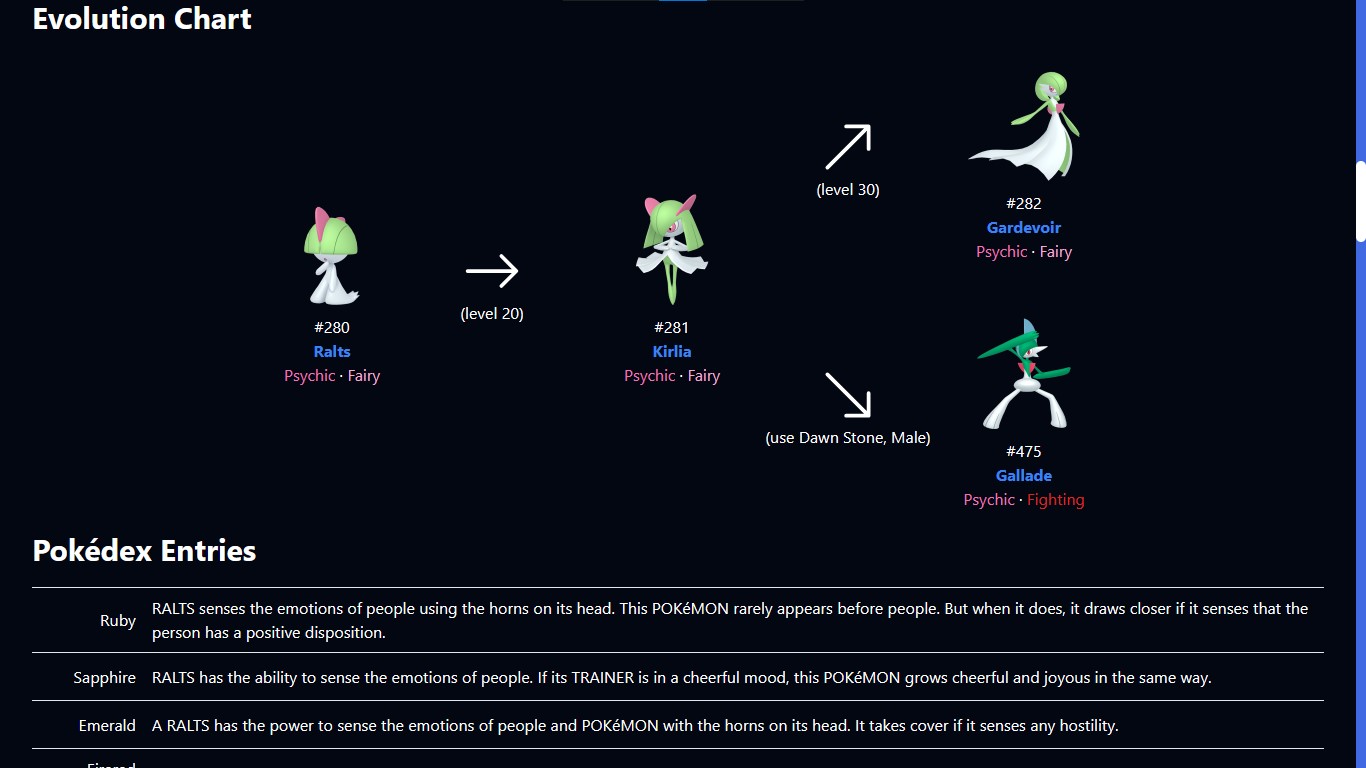 Evolution Chart
(level 30)
#282
Gardevoir
Psychic · Fairy
(level 20)
#280
Ralts
Psychic · Fairy
#281
Kirlia
Psychic · Fairy
(use Dawn Stone, Male)
#475
Gallade
Psychic · Fighting
Pokédex Entries
Ruby
RALTS senses the emotions of people using the horns on its head. This POKéMON rarely appears before people. But when it does, it draws closer if it senses that the
person has a positive disposition.
Sapphire
RALTS has the ability to sense the emotions of people. If its TRAINER is in a cheerful mood, this POKéMON grows cheerful and joyous in the same way.
Emerald
A RALTS has the power to sense the emotions of people and POKéMON with the horns on its head. It takes cover if it senses any hostility.